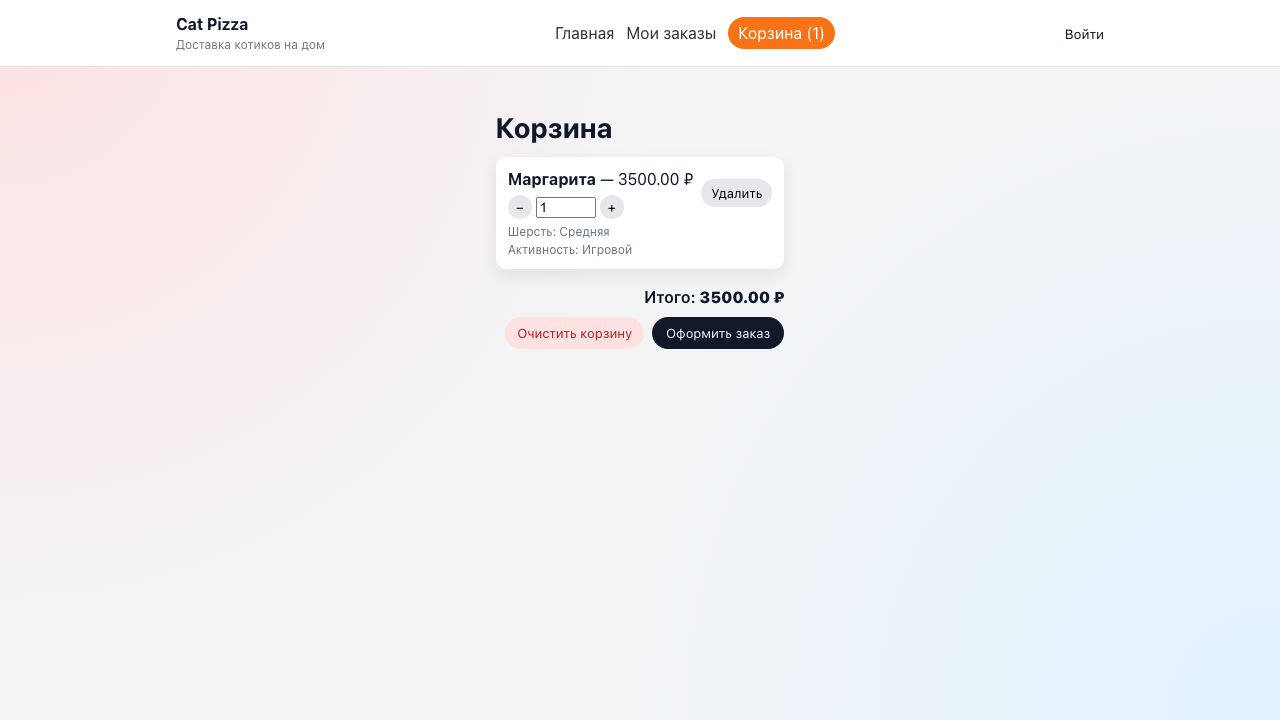 Cat Pizza
Доставка котиков на дом
Главная Мои заказы Корзина (1)
Войти
Корзина
Маргарита — 3500.00 ₽
Удалить
− 1 +
Шерсть: Средняя
Активность: Игровой
Итого: 3500.00 ₽
Очистить корзину Оформить заказ